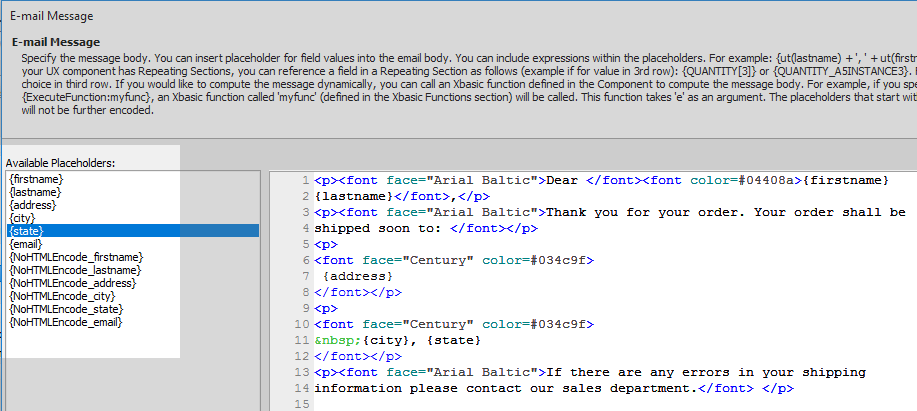 E-mail Message
E-mail Message
Specify the message body. You can insert placeholder for field values into the email body. You can include expressions within the placeholders. For example: {ut(lastname) + ', ' + ut(firstn
your UX component has Repeating Sections, you can reference a field in a Repeating Section as follows (example if for value in 3rd row): {QUANTITY[3]} or {QUANTITY_A5INSTANCE3}.
choice in third row. If you would like to compute the message dynamically, you can call an Xbasic function defined in the Component to compute the message body. For example, if you spe
{ExecuteFunction:myfunc}, an Xbasic function called 'myfunc' (defined in the Xbasic Functions section) will be called. This function takes 'e' as an argument. The placeholders that start wit
will not be further encoded.
Available Placeholders:
{firstname}
{lastname}
{address}
{city}
{state}
{email}
{NoHTMLEncode_firstname}
{NoHTMLEncode_lastname}
{NoHTMLEncode_address}
{NoHTMLEncode_city}
{NoHTMLEncode_state}
{NoHTMLEncode_email}
1 <p><font face="Arial Baltic">Dear </font><font color=#04408a>{firstname}
2 {lastname}</font>,</p>
3 <p><font face="Arial Baltic">Thank you for your order. Your order shall be
4 shipped soon to: </font></p>
5 <p>
6 <font face="Century" color=#034c9f>
7 {address}
8 </font></p>
9 <p>
10 <font face="Century" color=#034c9f>
11 &nbsp;{city}, {state}
12 </font></p>
13 <p><font face="Arial Baltic">If there are any errors in your shipping
14 information please contact our sales department.</font> </p>
15